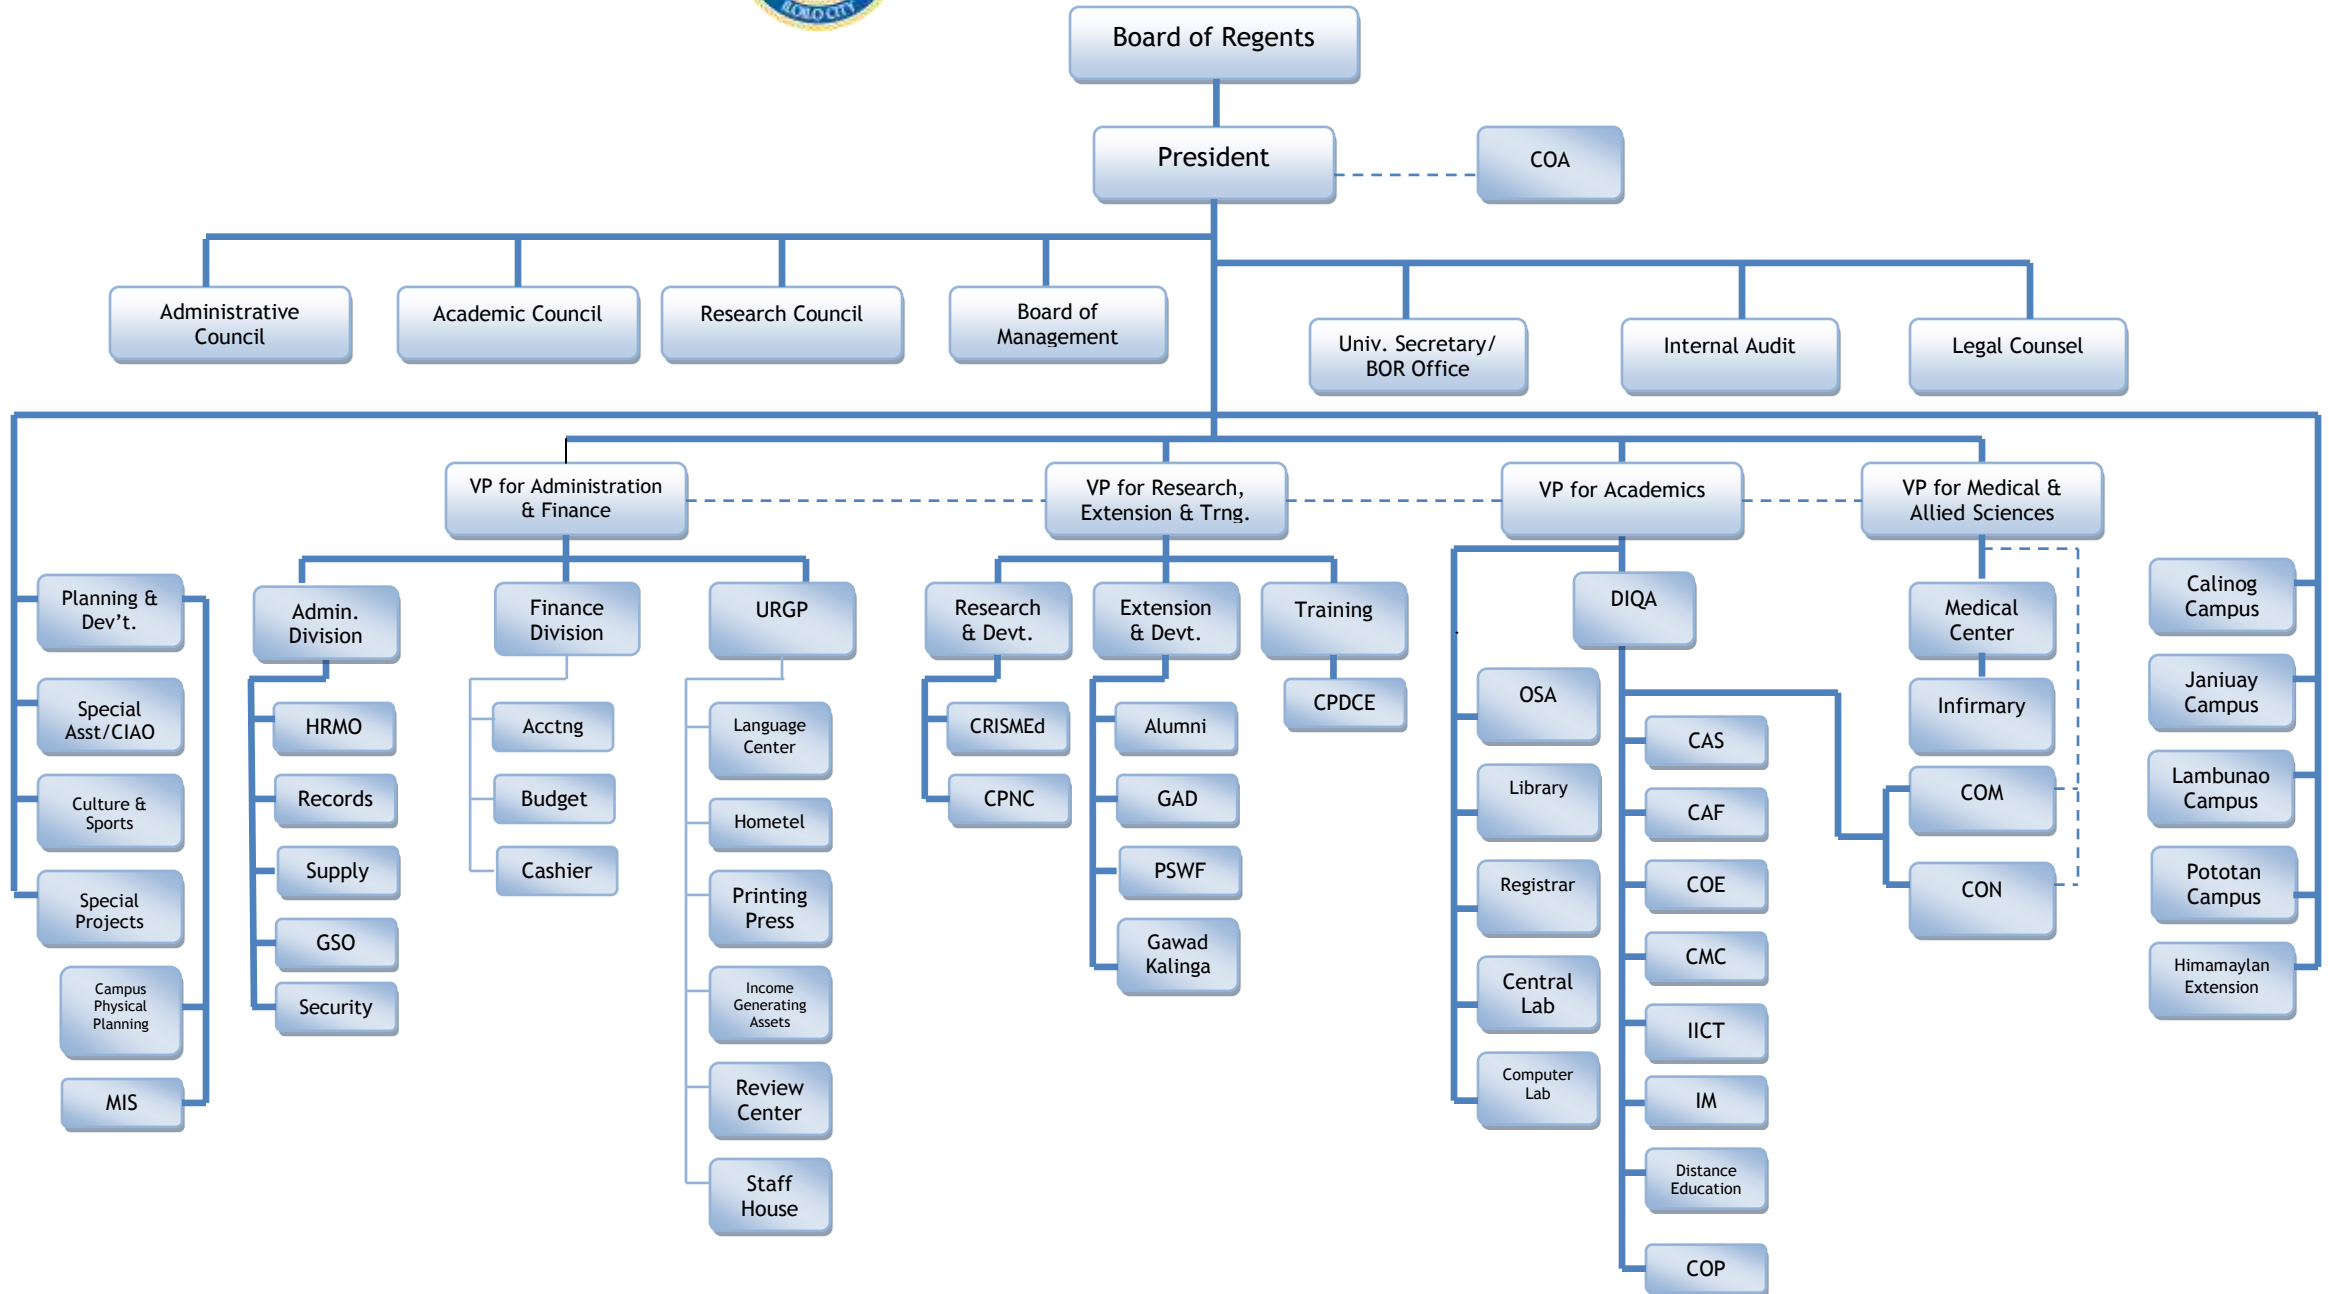 ILOILO CITY
Board of Regents
President
COA
Administrative
Council
Academic Council
Research Council
Board of
Management
Univ. Secretary/
BOR Office
Internal Audit
Legal Counsel
VP for Administration
& Finance
VP for Research,
Extension & Trng.
VP for Academics
VP for Medical &
Allied Sciences
Planning &
Dev't.
Special
Asst/CIAO
Culture &
Sports
Special
Projects
Campus
Physical
Planning
MIS
Admin.
Division
HRMO
Records
Supply
GSO
Security
Finance
Division
Acctng
Budget
Cashier
URGP
Language
Center
Hometel
Printing
Press
Income
Generating
Assets
Review
Center
Staff
House
Research
& Devt.
CRISMEd
CPNC
Extension
& Devt.
Alumni
GAD
PSWF
Gawad
Kalinga
Training
CPDCE
DIQA
OSA
Library
Registrar
Central
Lab
Computer
Lab
CAS
CAF
COE
CMC
IICT
IM
Distance
Education
COP
Medical
Center
Infirmary
COM
CON
Calinog
Campus
Janiuay
Campus
Lambunao
Campus
Pototan
Campus
Himamaylan
Extension